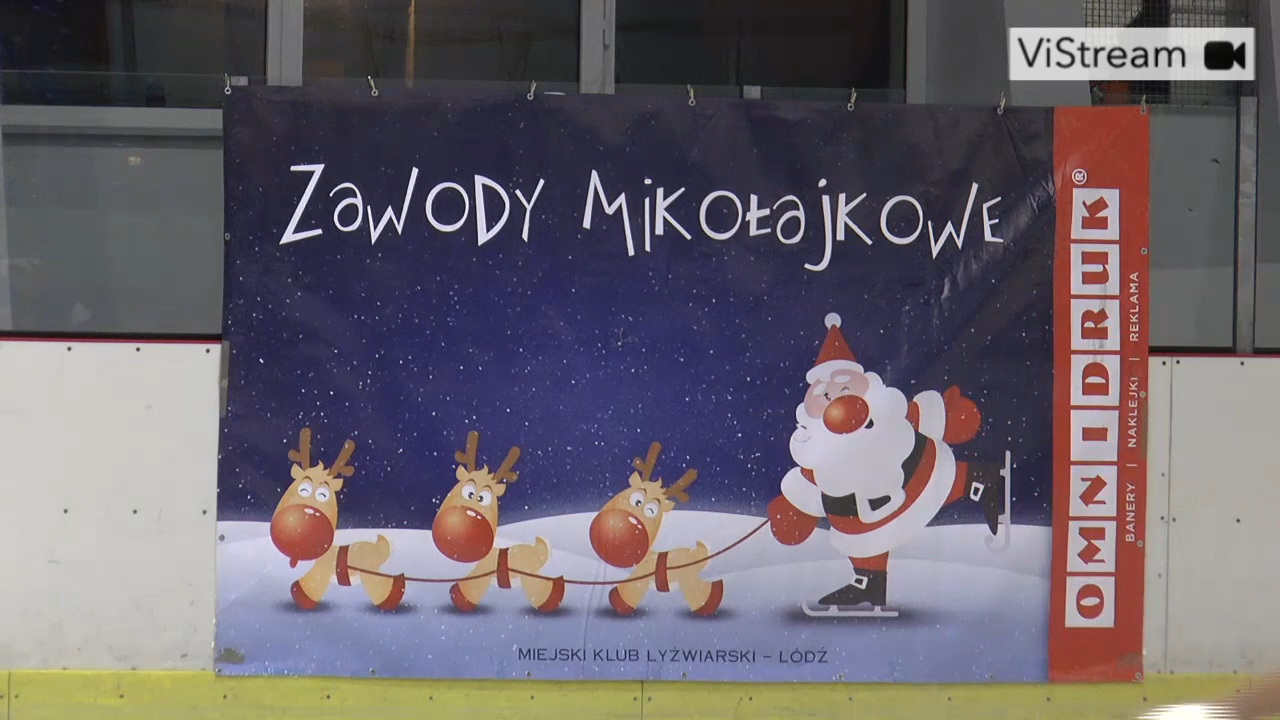 ViStream
Zawody Mikołajkowe
OMNIDRUK®
BANERY | NAKLEJKI | REKLAMA
MIEJSKI KLUB ŁYŻWIARSKI – ŁÓDŹ